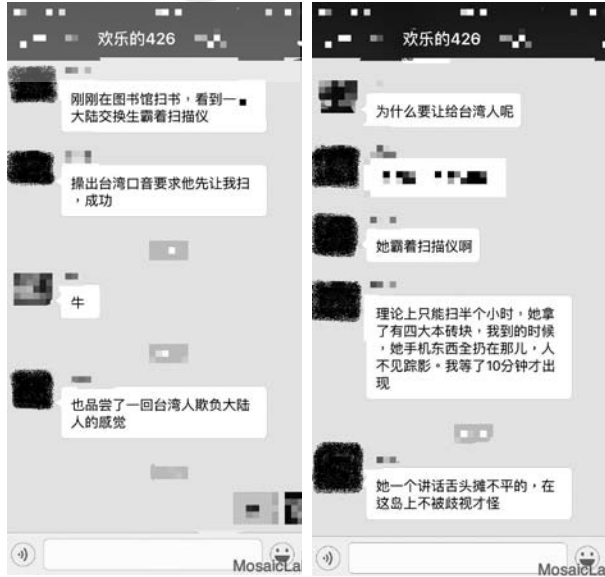 欢乐的426
刚刚在图书馆扫书，看到一
大陆交换生霸着扫描仪
操出台湾口音要求他先让我扫
，成功
牛
也品尝了一回台湾人欺负大陆
人的感觉
MosaicLa
欢乐的426
为什么要让给台湾人呢
她霸着扫描仪啊
理论上只能扫半个小时，她拿
了有四大本砖块，我到的时候
，她手机东西全扔在那儿，人
不见踪影。我等了10分钟才出
现
她一个讲话舌头摊不平的，在
这岛上不被歧视才怪
MosaicLa